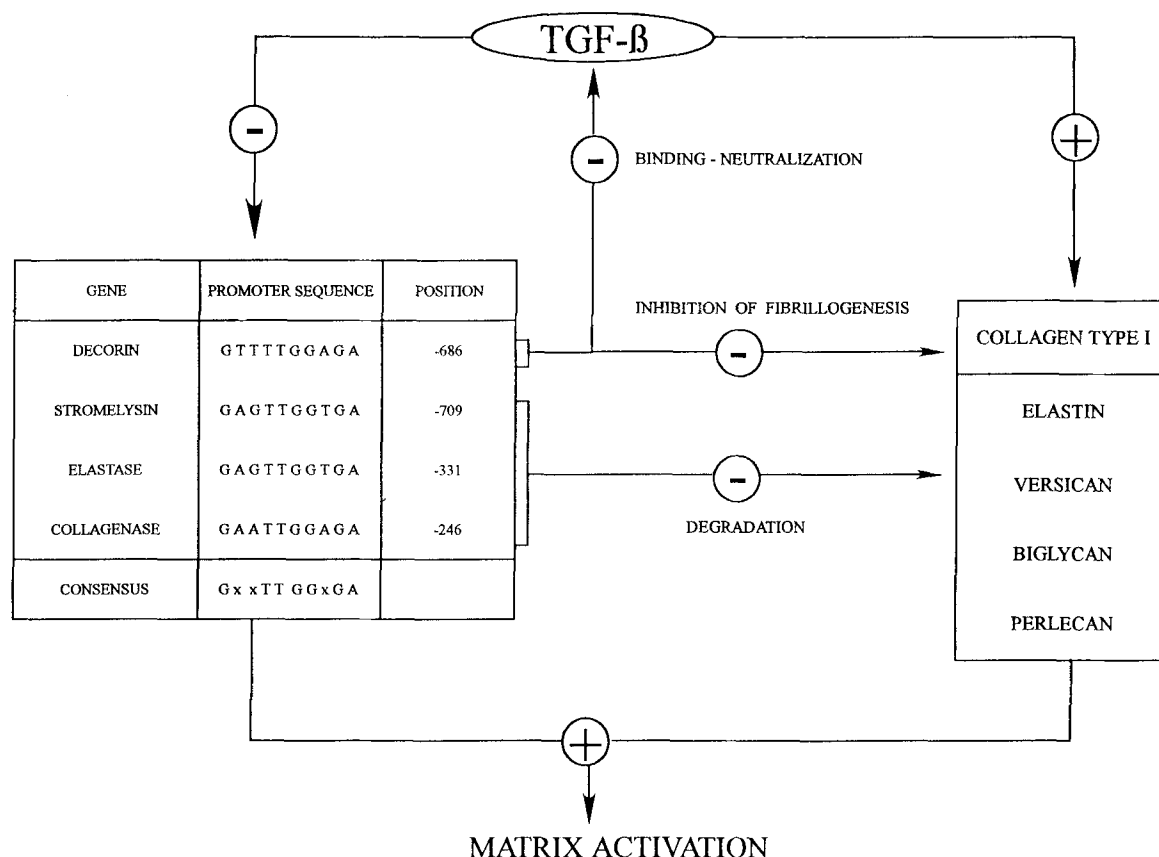 TGF-ß
-
+
-
BINDING - NEUTRALIZATION
GENE PROMOTER SEQUENCE POSITION
DECORIN GTTTTGGAGA -686
STROMELYSIN GAGTTGGTGA -709
ELASTASE GAGTTGGTGA -331
COLLAGENASE GAATTGGAGA -246
CONSENSUS GxxTTGGxGA
INHIBITION OF FIBRILLOGENESIS
-
-
DEGRADATION
COLLAGEN TYPE I
ELASTIN
VERSICAN
BIGLYCAN
PERLECAN
+
MATRIX ACTIVATION